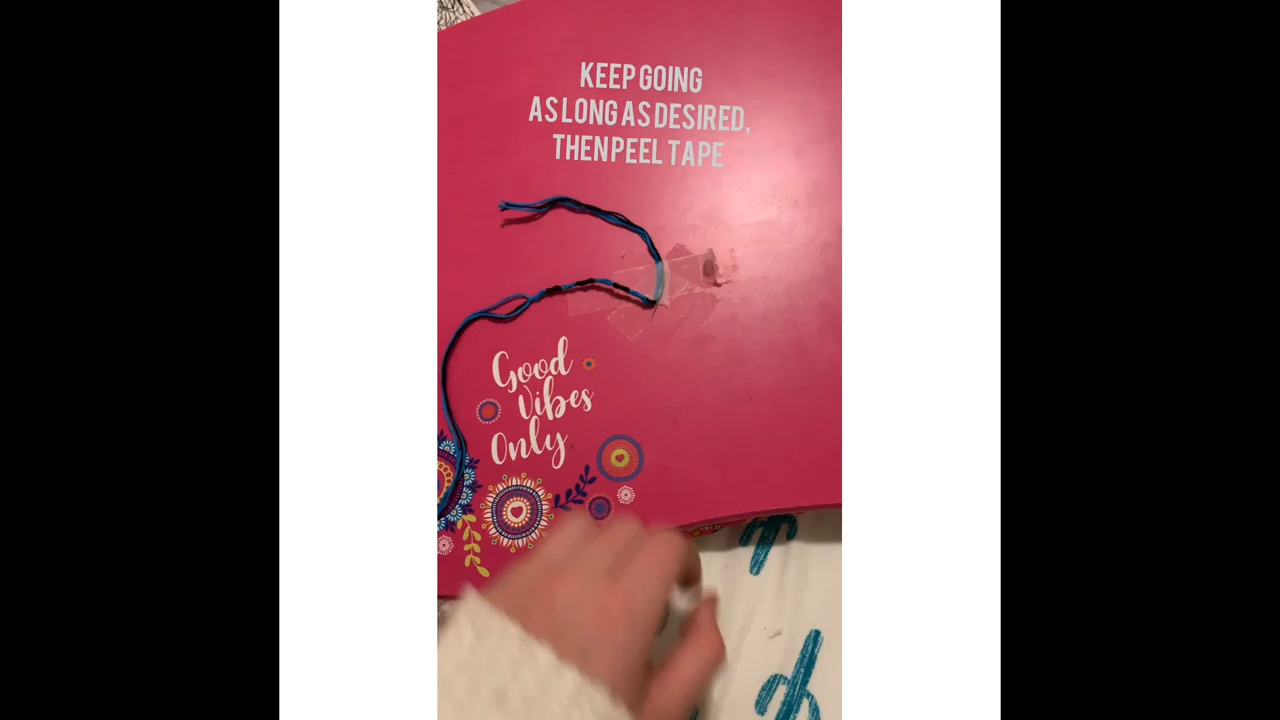 KEEP GOING
AS LONG AS DESIRED,
THEN PEEL TAPE
Good
Vibes
Only